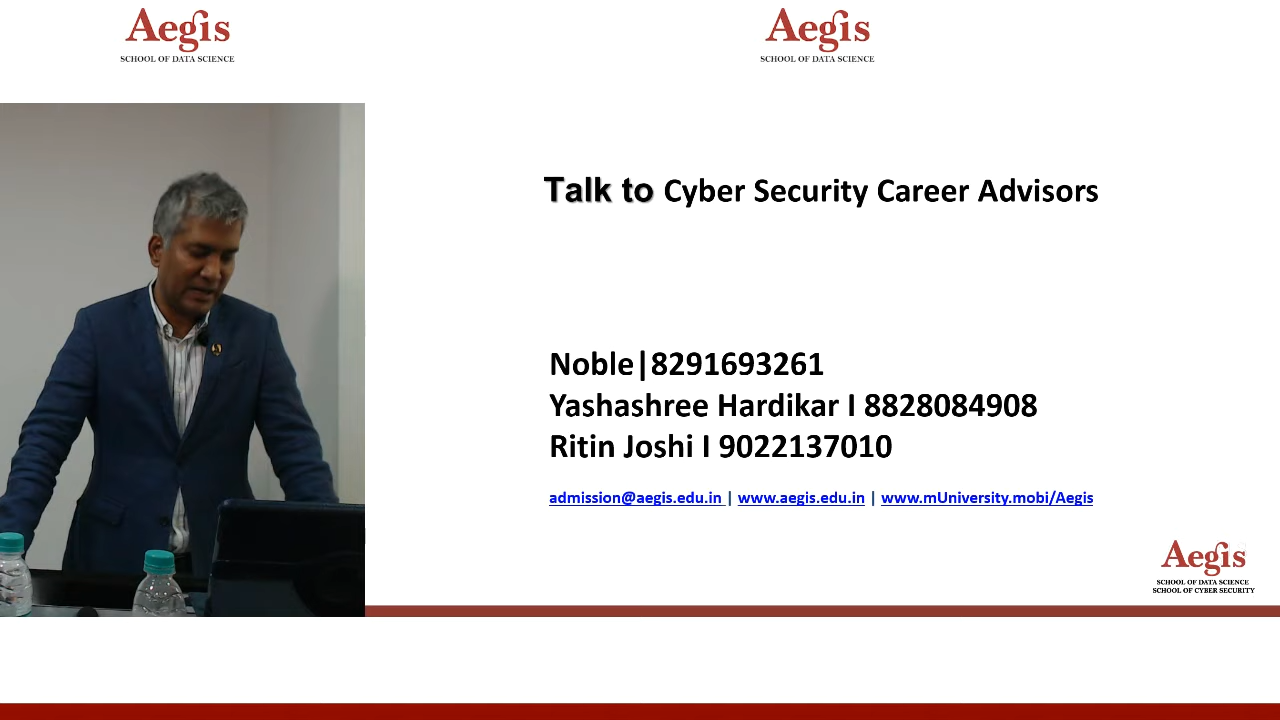 Aegis
SCHOOL OF DATA SCIENCE
Aegis
SCHOOL OF DATA SCIENCE
Talk to Cyber Security Career Advisors
Noble|8291693261
Yashashree Hardikar I 8828084908
Ritin Joshi I 9022137010
admission@aegis.edu.in | www.aegis.edu.in | www.mUniversity.mobi/Aegis
Aegis
SCHOOL OF DATA SCIENCE
SCHOOL OF CYBER SECURITY